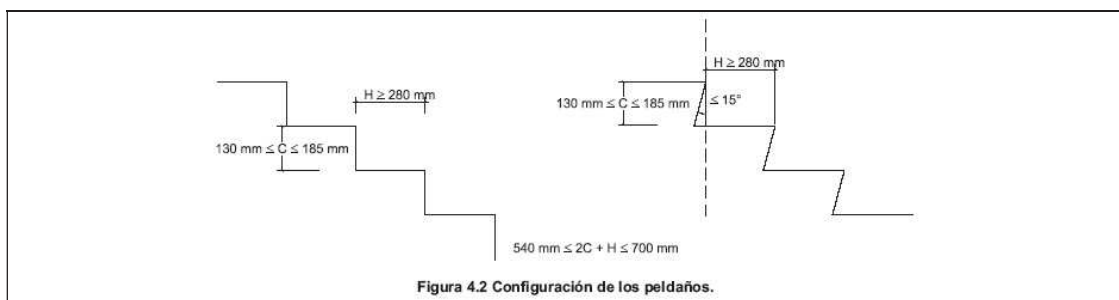 H ≥ 280 mm
130 mm ≤ C ≤ 185 mm
H ≥ 280 mm
130 mm ≤ C ≤ 185 mm
≤ 15°
540 mm ≤ 2C + H ≤ 700 mm
Figura 4.2 Configuración de los peldaños.